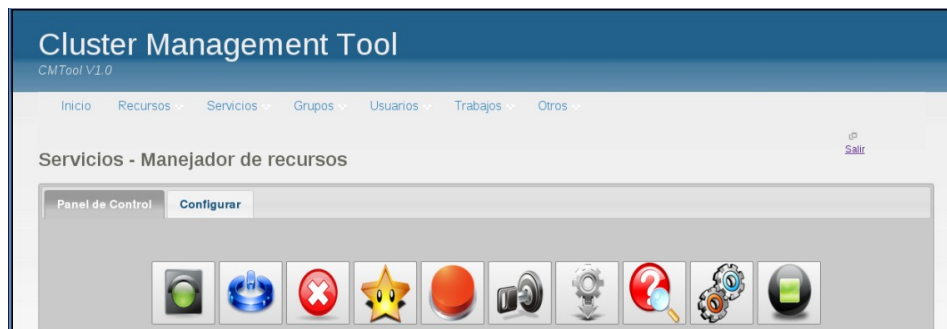 Cluster Management Tool
CMTool V1.0
Inicio Recursos Servicios Grupos Usuarios Trabajos Otros
Salir
Servicios - Manejador de recursos
Panel de Control Configurar